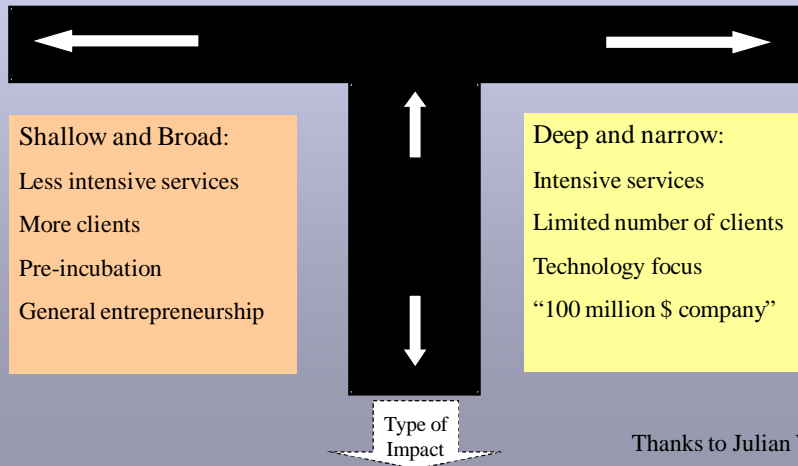 Shallow and Broad:
Less intensive services
More clients
Pre-incubation
General entrepreneurship
Deep and narrow:
Intensive services
Limited number of clients
Technology focus
“100 million $ company”
Type of
Impact
Thanks to Julian